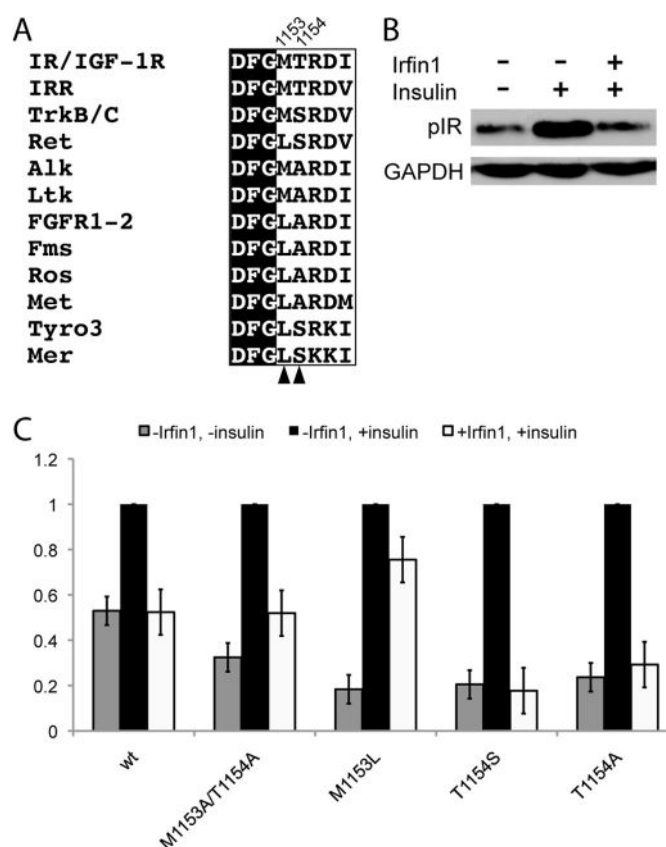 A
1153
1154
IR/IGF-1R DFGMTRDI
IRR DFGMTRDV
TrkB/C DFGMSRDV
Ret DFGLSRDV
Alk DFGMARDI
Ltk DFGMARDI
FGFR1-2 DFGLARDI
Fms DFGLARDI
Ros DFGLARDI
Met DFGLARDM
Tyro3 DFGLSRKI
Mer DFGLSKKI
B
Irfin1 - - +
Insulin - + +
pIR
GAPDH
C
-Irfin1, -insulin -Irfin1, +insulin +Irfin1, +insulin
1.2
1
0.8
0.6
0.4
0.2
0
wt
M1153A/T1154A
M1153L
T1154S
T1154A